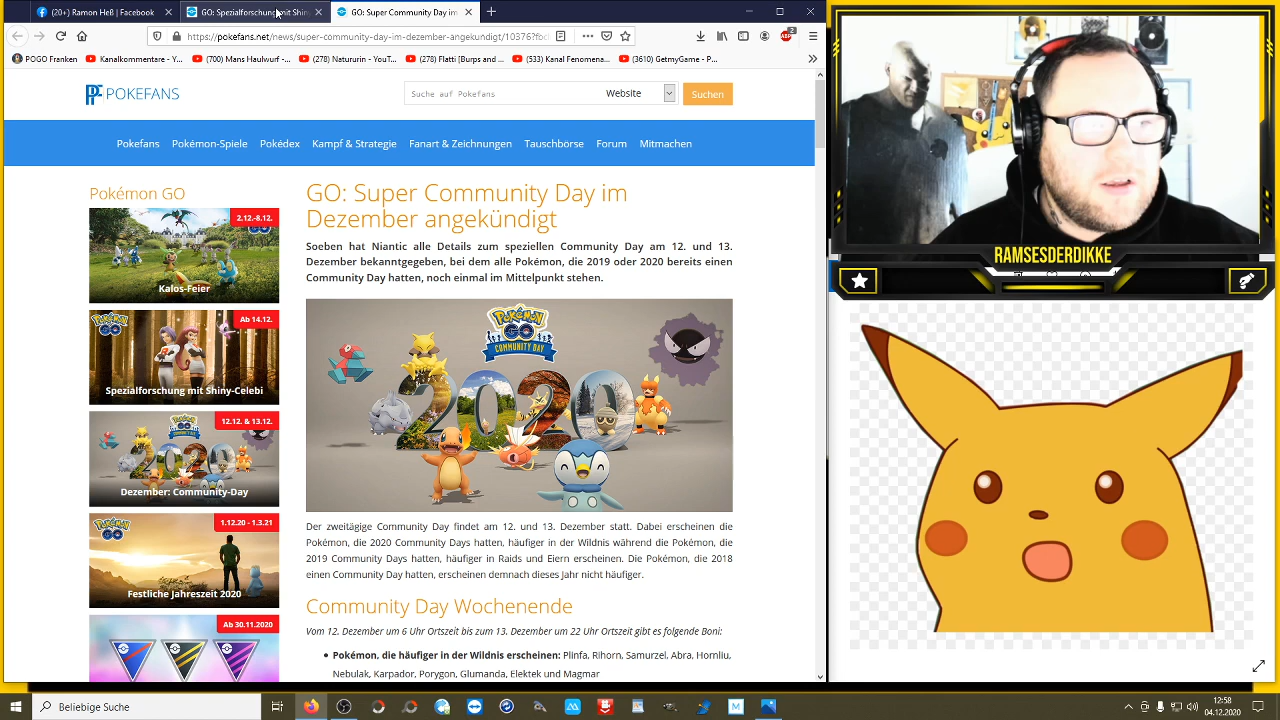 (20+) Ramon Heß | Facebook
GO: Spezialforschung mit Shin
GO: Super Community Day im
https://pokefans.net/news/super-community-day-im-dezember-angekündigt/10376?fbcl
POGO Franken
Kanalkommentare - Y...
(700) Mans Haulwurf -...
(278) Natururin - YouT...
(278) Flatti [Burps and ...
(533) Kanal Fenomena...
(3610) GetmyGame - P...
POKEFANS
Suche auf Pokefans
Website
Suchen
Pokefans
Pokémon-Spiele
Pokédex
Kampf & Strategie
Fanart & Zeichnungen
Tauschbörse
Forum
Mitmachen
Pokémon GO
2.12.-8.12.
Kalos-Feier
Ab 14.12.
Spezialforschung mit Shiny-Celebi
12.12. & 13.12.
Dezember: Community-Day
1.12.20 - 1.3.21
Festliche Jahreszeit 2020
Ab 30.11.2020
GO: Super Community Day im
Dezember angekündigt
Soeben hat Niantic alle Details zum speziellen Community Day am 12. und 13.
Dezember bekanntgegeben, bei dem alle Pokémon, die 2019 oder 2020 bereits einen
Community Day hatten, noch einmal im Mittelpunkt stehen.
Pokémon
GO
COMMUNITY DAY
2020
Der zweitägige Community Day findet am 12. und 13. Dezember statt. Dabei erscheinen die
Pokémon, die 2020 Community Days hatten, häufiger in der Wildnis während die Pokémon, die
2019 Community Days hatten, häufiger in Raids und Eiern erscheinen. Die Pokémon, die 2018
einen Community Day hatten, erscheinen demnach dieses Jahr nicht häufiger.
Community Day Wochenende
Vom 12. Dezember um 6 Uhr Ortszeit bis zum 13. Dezember um 22 Uhr Ortszeit gibt es folgende Boni:
• Pokémon, die häufiger in der Wildnis erscheinen: Plinfa, Rihorn, Samurzel, Abra, Hornliu,
Nebulak, Karpador, Porygon, Glumanda, Elektek und Magmar
RAMSESDERDIKKE
Beliebige Suche
12:58
04.12.2020